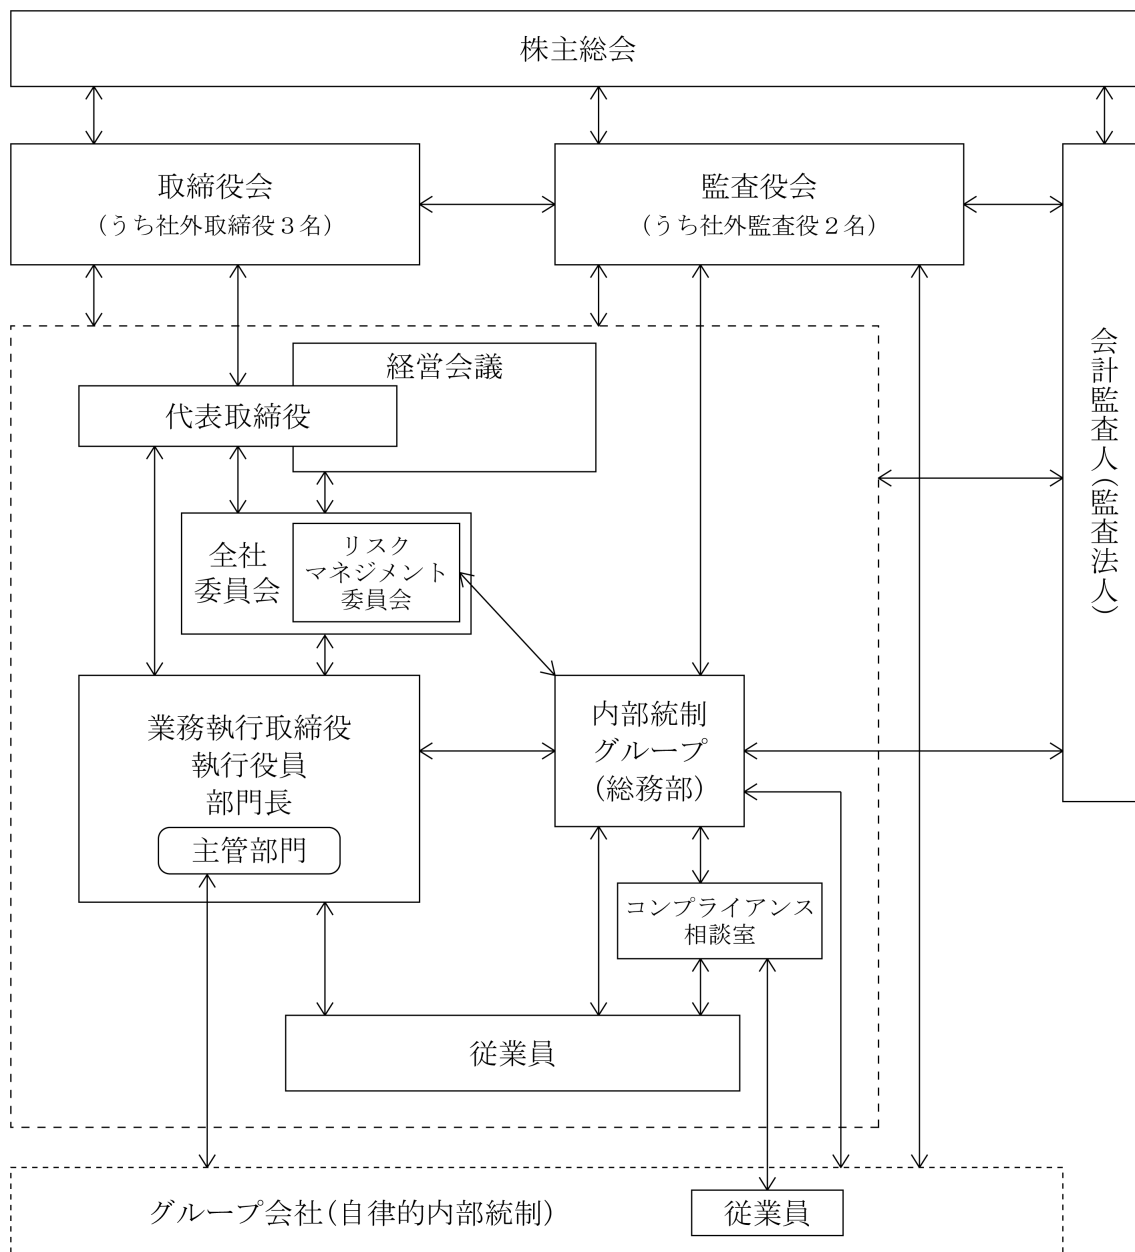 株主総会
取締役会
（うち社外取締役３名）
監査役会
（うち社外監査役２名）
会計監査人（監査法人）
経営会議
代表取締役
全社
委員会
リスク
マネジメント
委員会
業務執行取締役
執行役員
部門長
主管部門
内部統制
グループ
（総務部）
コンプライアンス
相談室
従業員
グループ会社（自律的内部統制）
従業員